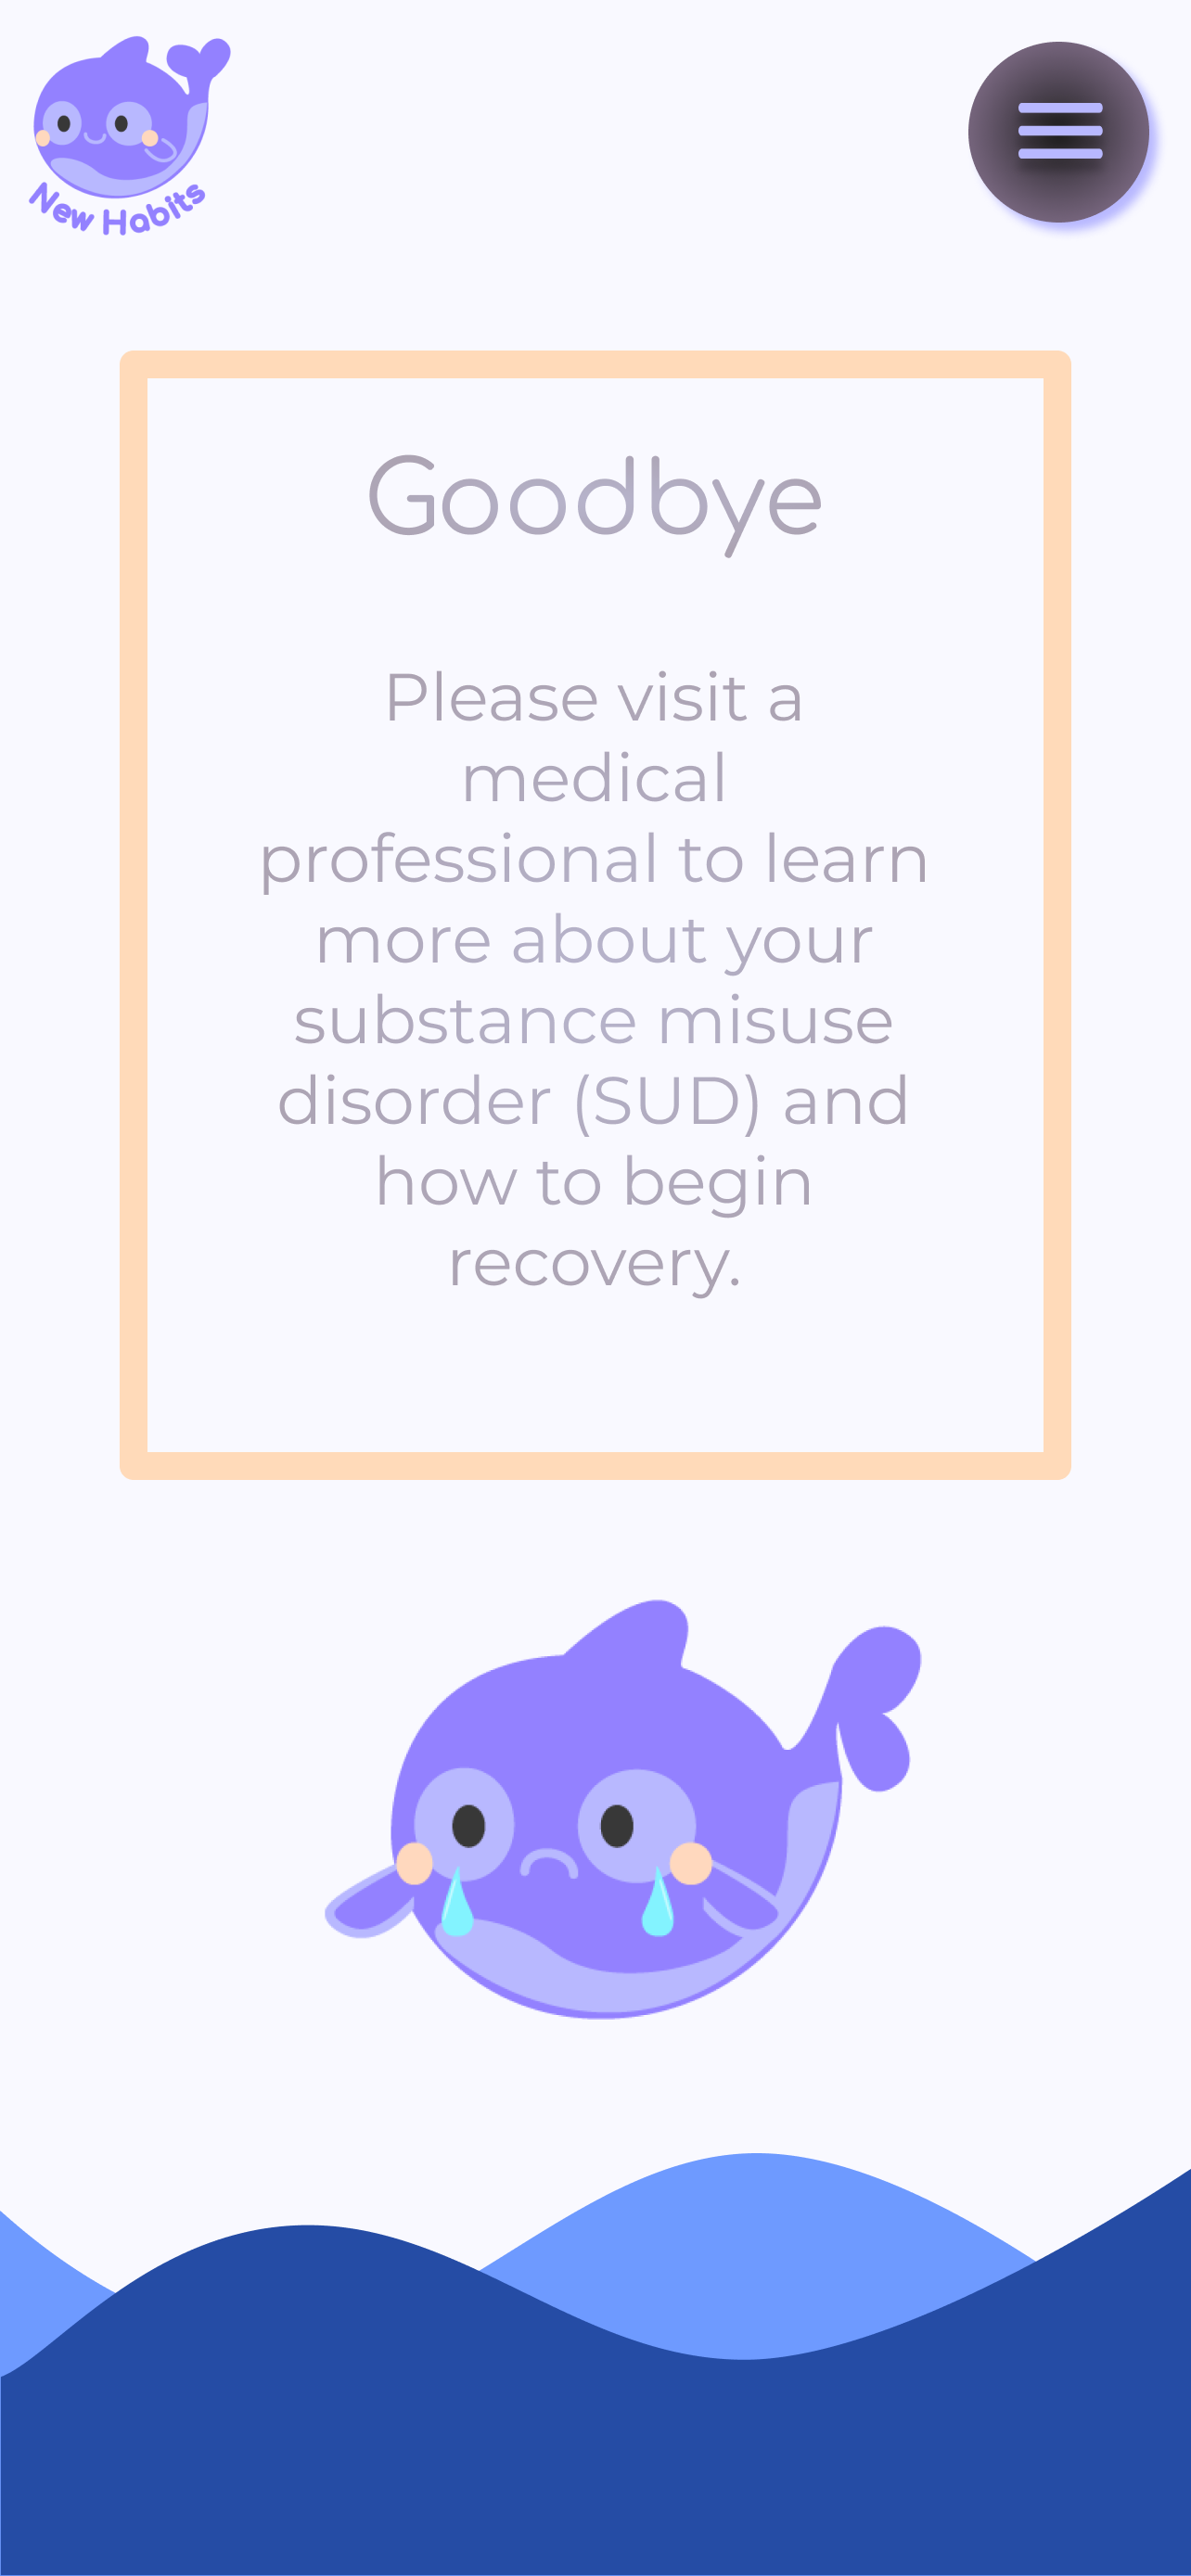 New Habits
Goodbye
Please visit a
medical
professional to learn
more about your
substance misuse
disorder (SUD) and
how to begin
recovery.